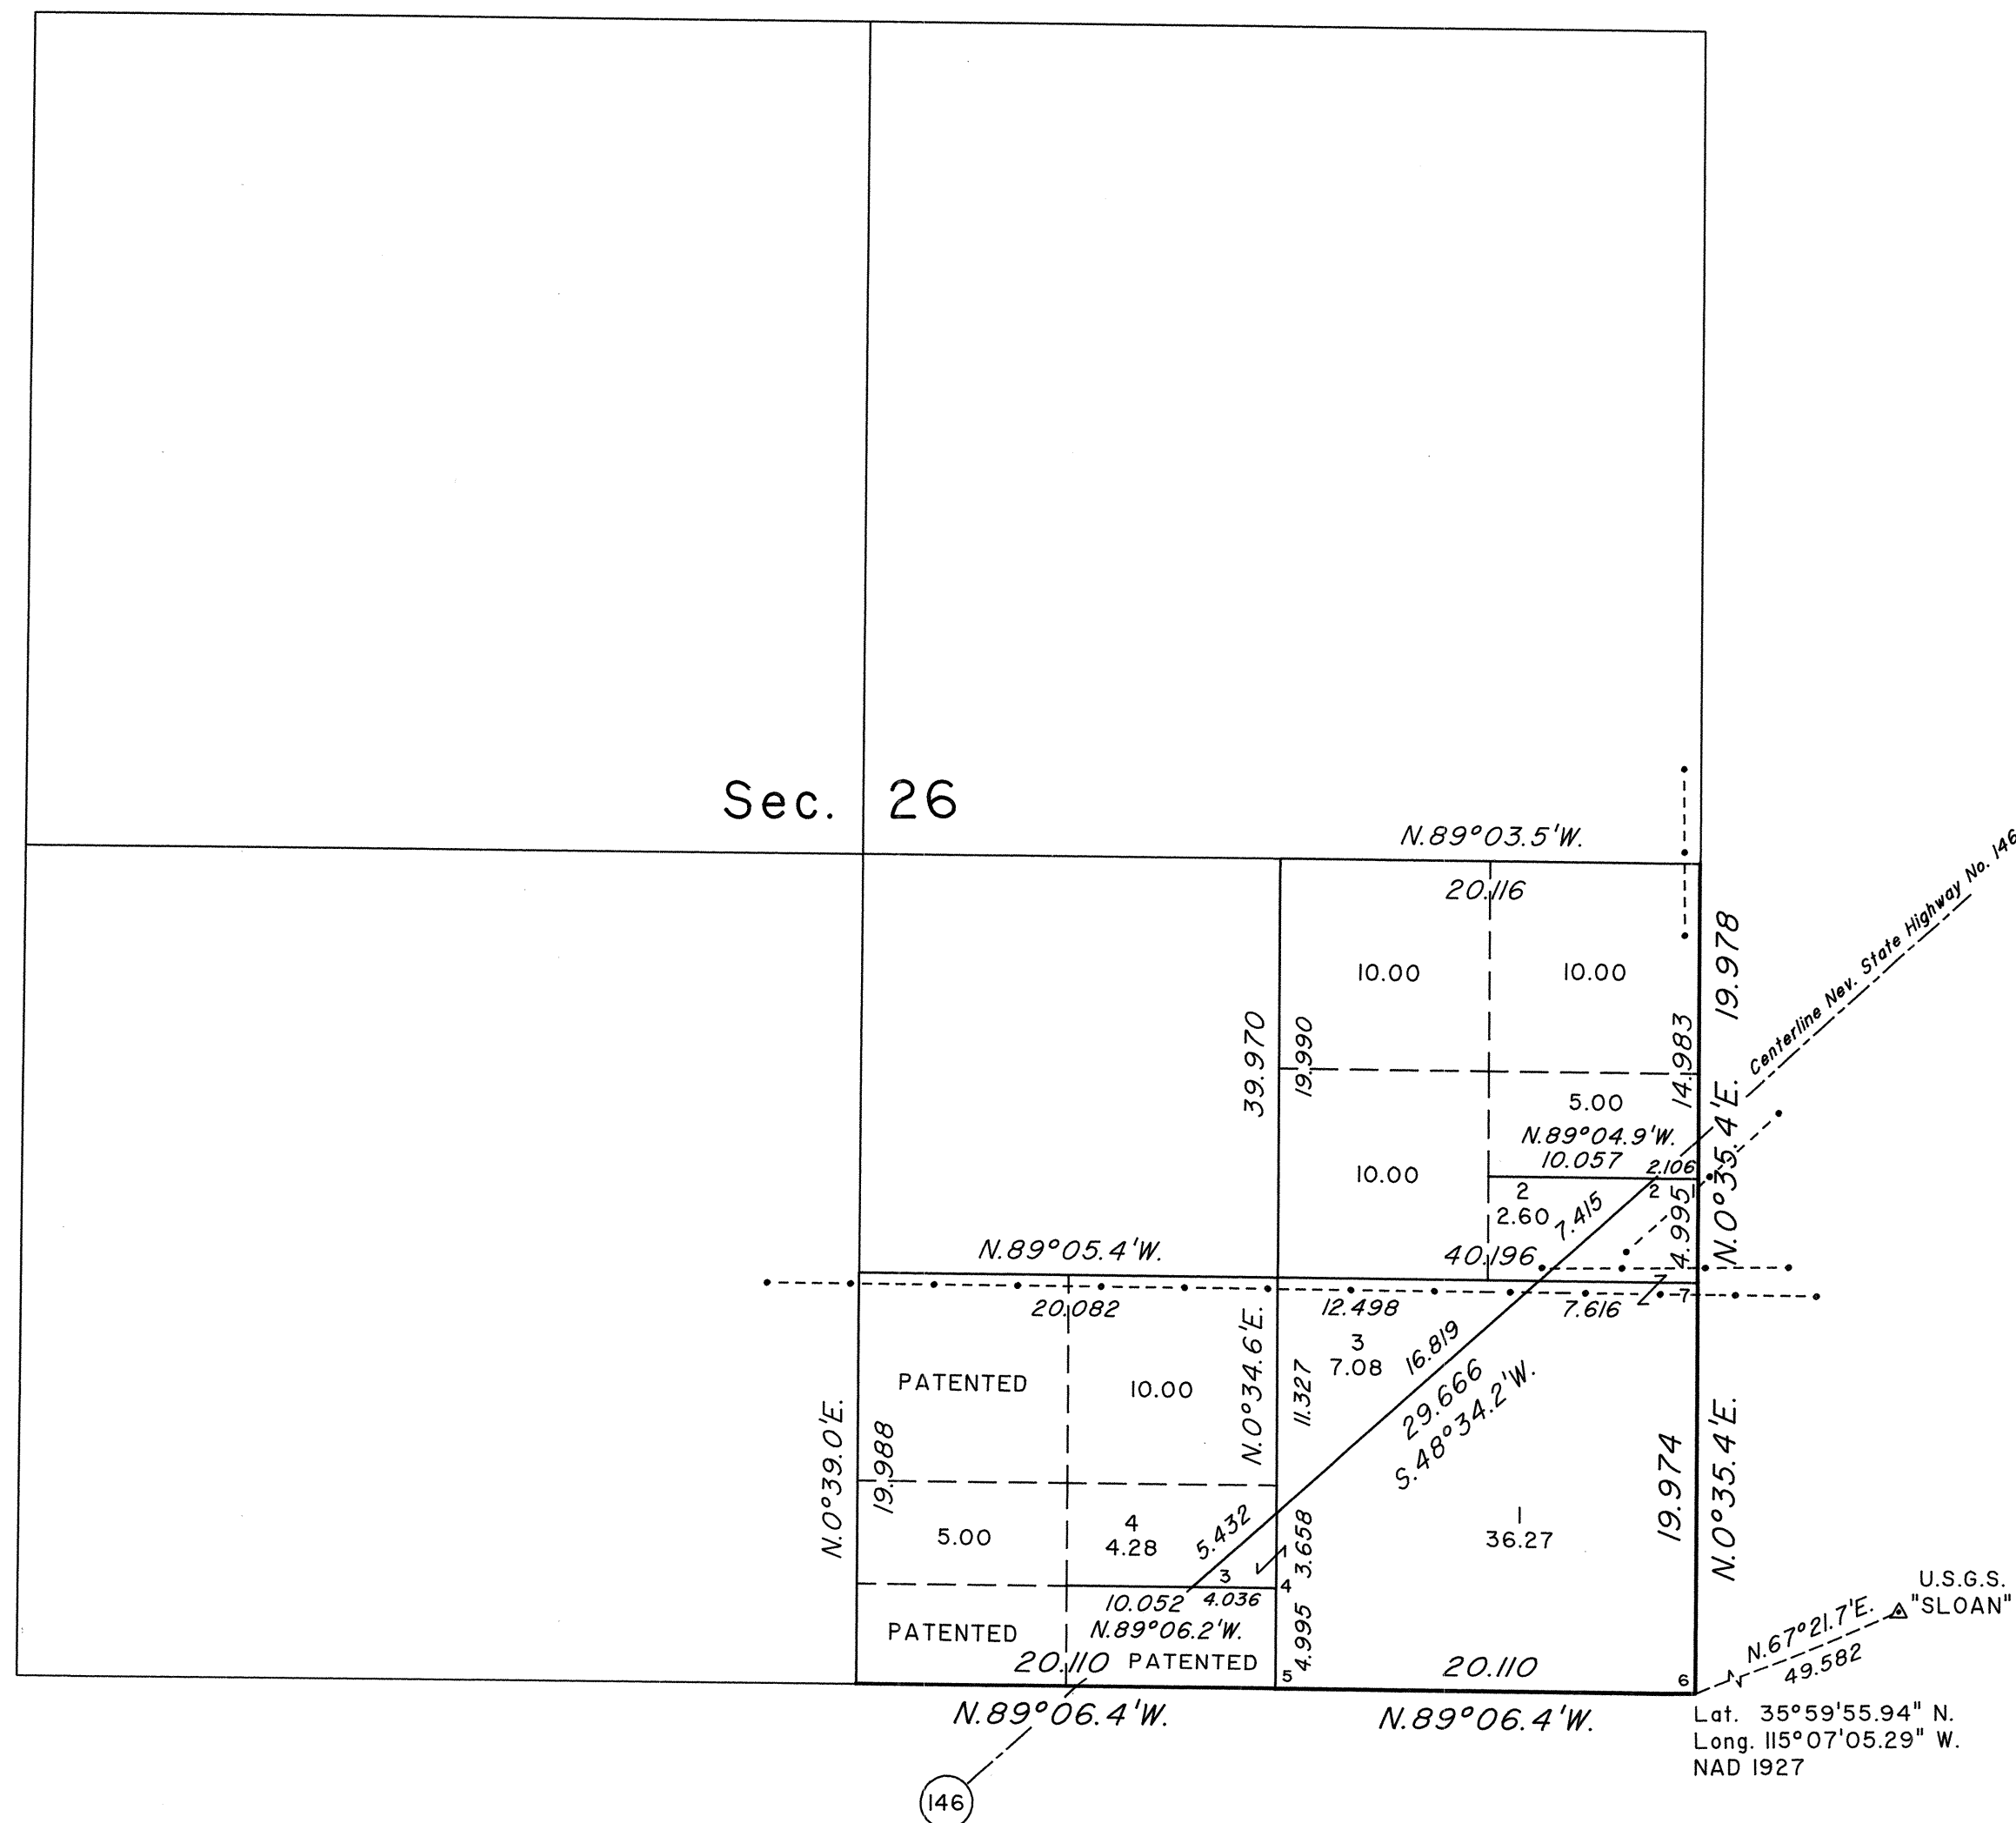 Sec. 26
N.89°03.5'W.
20.116
10.00
10.00
19.978
Centerline Nev. State Highway No. 146
39.970
19.990
14.983
5.00
N.89°04.9'W.
10.057
2.106
10.00
2
2.60
7.415
2
1
4.995
N.0°35.4'E.
N.89°05.4'W.
40.196
20.082
12.498
7.616
7
3
7.08
16.819
29.666
S.48°34.2'W.
PATENTED
10.00
N.0°34.6'E.
11.327
N.0°39.0'E.
19.988
19.974
N.0°35.4'E.
5.00
4
4.28
5.432
3.658
1
36.27
3
4
10.052
4.036
N.89°06.2'W.
4.995
PATENTED
20.110
PATENTED
5
20.110
6
N.89°06.4'W.
N.89°06.4'W.
N.67°21.7'E.
49.582
U.S.G.S.
"SLOAN"
Lat. 35°59'55.94" N.
Long. 115°07'05.29" W.
NAD 1927
146